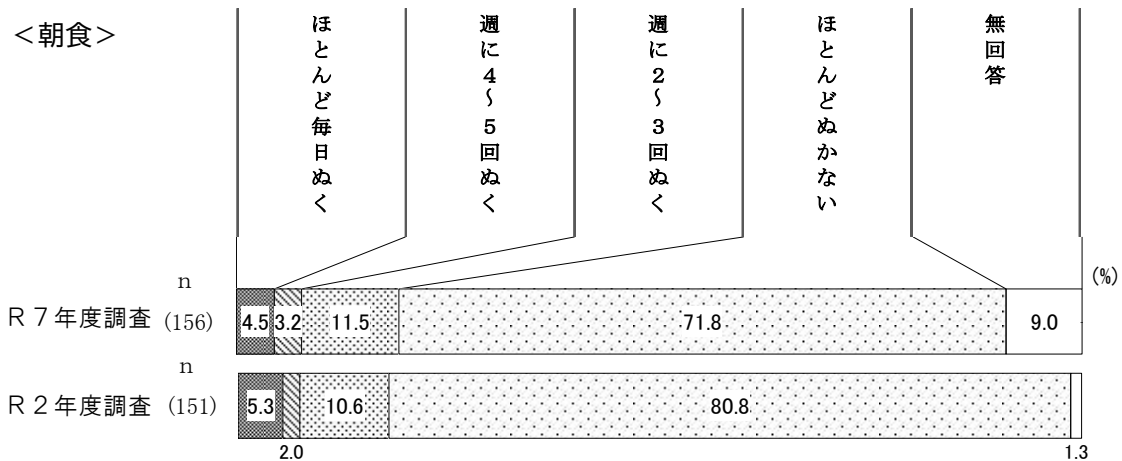 ＜朝食＞
ほとんど毎日ぬく
週に４～５回ぬく
週に２～３回ぬく
ほとんどぬかない
無回答
(%)
n
Ｒ７年度調査 (156)
4.5 3.2 11.5 71.8 9.0
n
Ｒ２年度調査 (151)
5.3 10.6 80.8
2.0 1.3